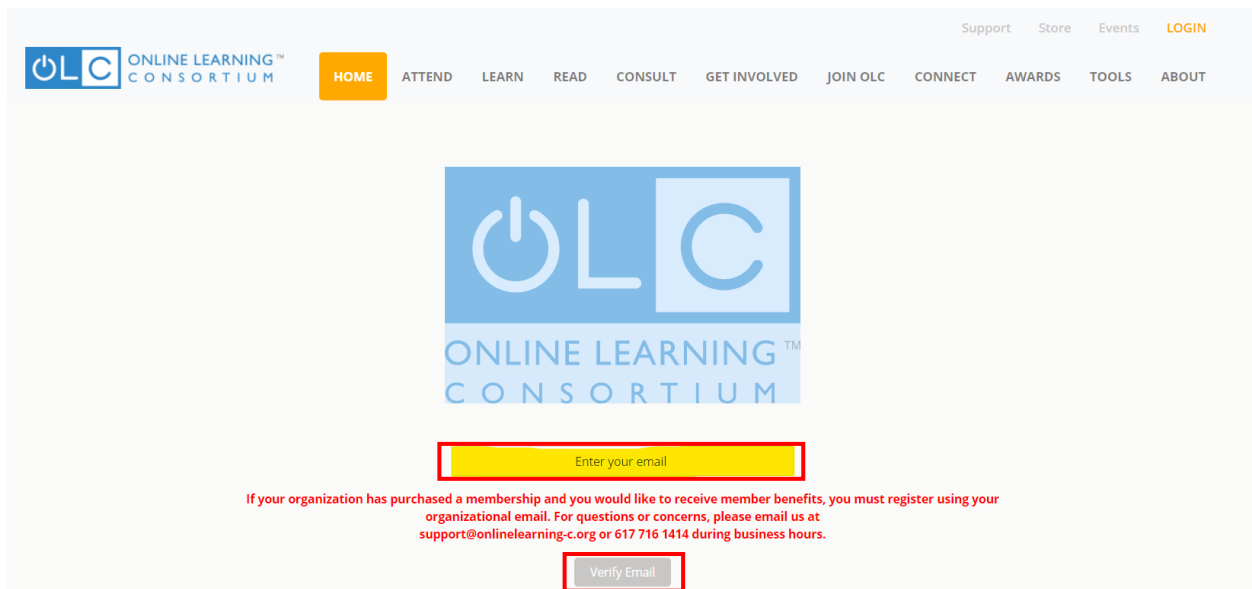 Support Store Events LOGIN
OLC ONLINE LEARNING™
CONSORTIUM
HOME ATTEND LEARN READ CONSULT GET INVOLVED JOIN OLC CONNECT AWARDS TOOLS ABOUT
OLC
ONLINE LEARNING™
CONSORTIUM
Enter your email
If your organization has purchased a membership and you would like to receive member benefits, you must register using your
organizational email. For questions or concerns, please email us at
support@onlinelearning-c.org or 617 716 1414 during business hours.
Verify Email